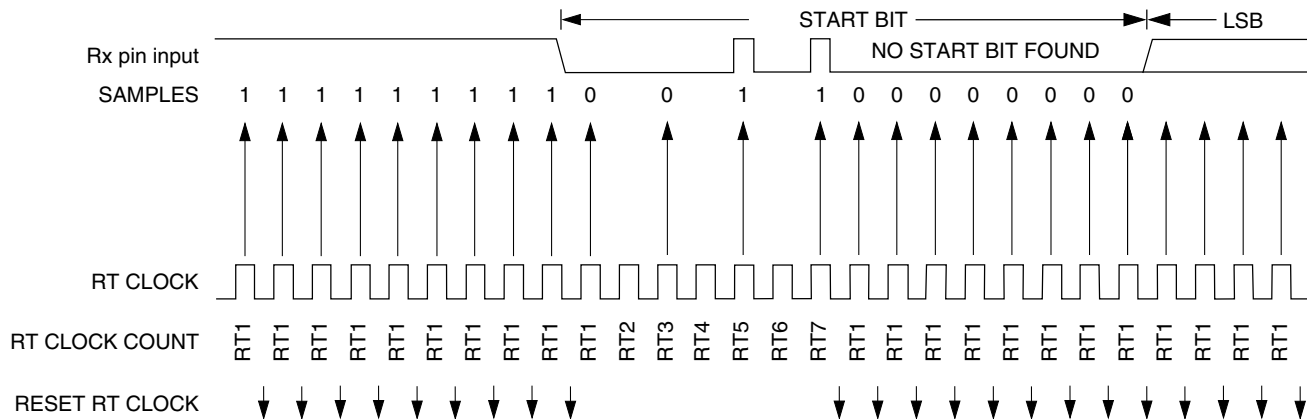 START BIT LSB
Rx pin input NO START BIT FOUND
SAMPLES 1 1 1 1 1 1 1 1 1 0 0 1 1 0 0 0 0 0 0 0 0
RT CLOCK
RT CLOCK COUNT RT1 RT1 RT1 RT1 RT1 RT1 RT1 RT1 RT1 RT1 RT2 RT3 RT4 RT5 RT6 RT7 RT1 RT1 RT1 RT1 RT1 RT1 RT1 RT1 RT1 RT1 RT1 RT1
RESET RT CLOCK